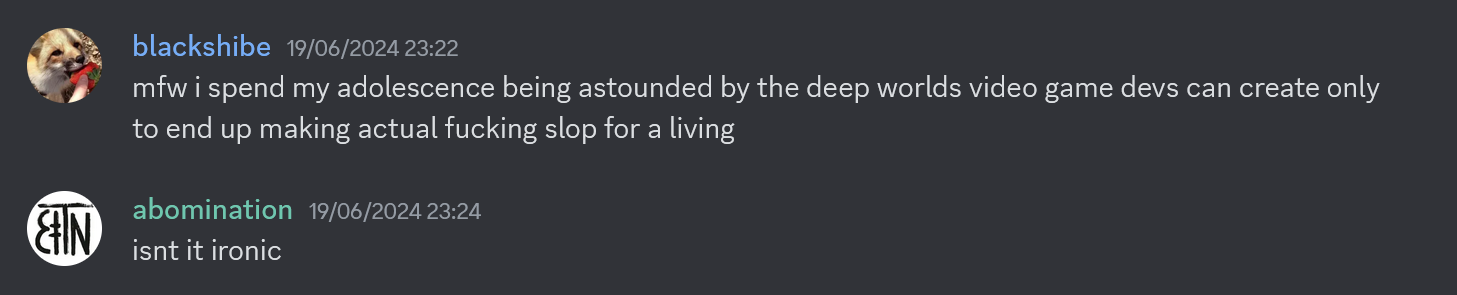 blackshibe 19/06/2024 23:22
mfw i spend my adolescence being astounded by the deep worlds video game devs can create only
to end up making actual fucking slop for a living
abomination 19/06/2024 23:24
isnt it ironic